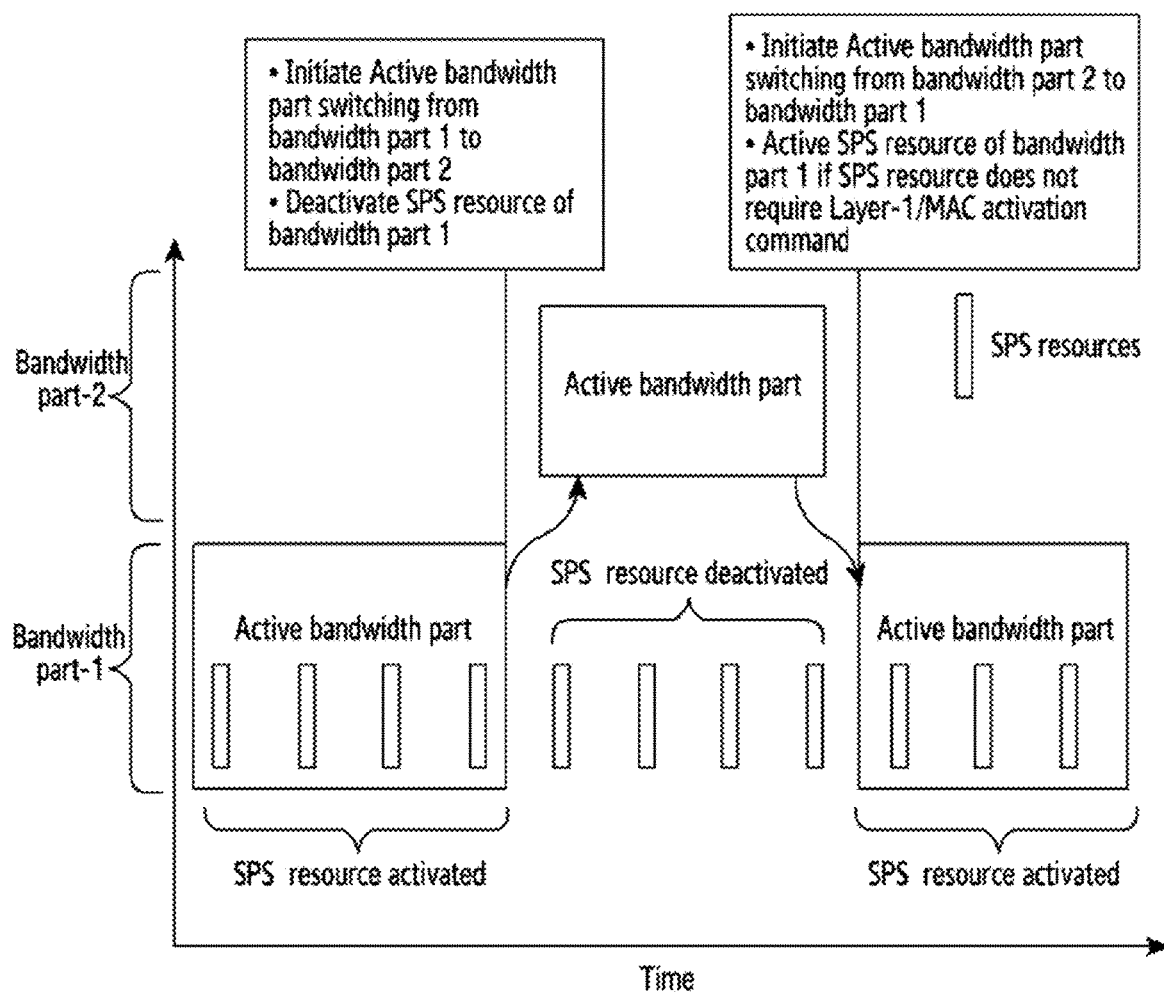 • Initiate Active bandwidth
part switching from
bandwidth part 1 to
bandwidth part 2
• Deactivate SPS resource of
bandwidth part 1
• Initiate Active bandwidth part
switching from bandwidth part 2 to
bandwidth part 1
• Active SPS resource of bandwidth
part 1 if SPS resource does not
require Layer-1/MAC activation
command
SPS resources
Bandwidth
part-2
Active bandwidth part
SPS resource deactivated
Bandwidth
part-1
Active bandwidth part
Active bandwidth part
SPS resource activated
SPS resource activated
Time